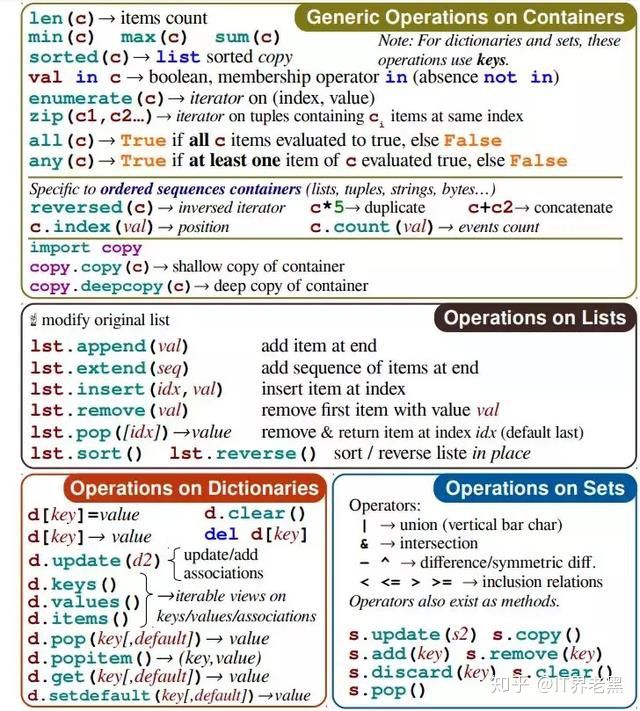 Generic Operations on Containers
len(c)→ items count
min(c) max(c) sum(c)
Note: For dictionaries and sets, these
operations use keys.
sorted(c)→ list sorted copy
val in c→ boolean, membership operator in (absence not in)
enumerate(c)→ iterator on (index, value)
zip(c1,c2…)→ iterator on tuples containing ci items at same index
all(c)→ True if all c items evaluated to true, else False
any(c)→ True if at least one item of c evaluated true, else False
Specific to ordered sequences containers (lists, tuples, strings, bytes…)
reversed(c)→ inversed iterator c*5→ duplicate c+c2→ concatenate
c.index(val)→ position c.count(val)→ events count
import copy
copy.copy(c)→ shallow copy of container
copy.deepcopy(c)→ deep copy of container
Operations on Lists
☝ modify original list
lst.append(val) add item at end
lst.extend(seq) add sequence of items at end
lst.insert(idx,val) insert item at index
lst.remove(val) remove first item with value val
lst.pop([idx])→value remove & return item at index idx (default last)
lst.sort() lst.reverse() sort / reverse liste in place
Operations on Dictionaries
d[key]=value d.clear()
d[key]→ value del d[key]
d.update(d2) { update/add
associations
d.keys()
d.values() }→iterable views on
d.items() keys/values/associations
d.pop(key[,default])→ value
d.popitem()→ (key,value)
d.get(key[,default])→ value
d.setdefault(key[,default])→value
Operations on Sets
Operators:
| → union (vertical bar char)
& → intersection
- ^ → difference/symmetric diff.
< <= > >= → inclusion relations
Operators also exist as methods.
s.update(s2) s.copy()
s.add(key) s.remove(key)
s.discard(key) s.clear()
s.pop()
知乎 @IT界老黑